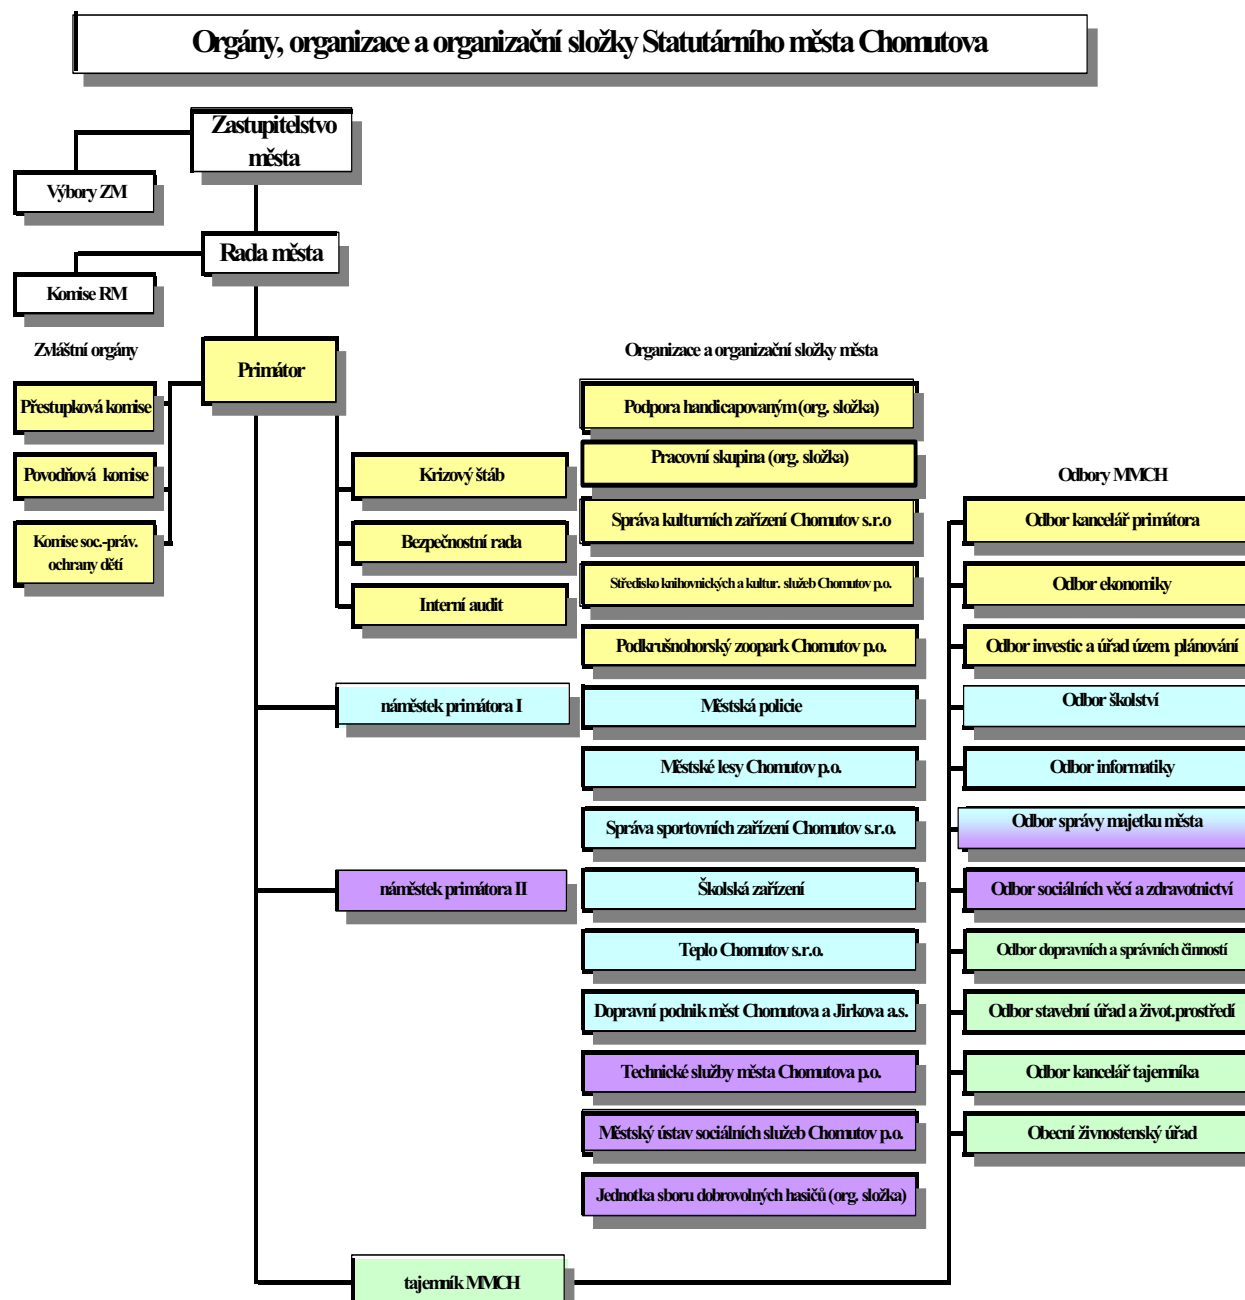 Orgány, organizace a organizační složky Statutárního města Chomutova
Zastupitelstvo
města
Výbory ZM
Rada města
Komise RM
Zvláštní orgány
Primátor
Organizace a organizační složky města
Přestupková komise
Povodňová komise
Komise soc.-práv.
ochrany dětí
Krizový štáb
Bezpečnostní rada
Interní audit
Podpora handicapovaným (org. složka)
Pracovní skupina (org. složka)
Správa kulturních zařízení Chomutov s.r.o
Středisko knihovnických a kultur. služeb Chomutov p.o.
Podkrušnohorský zoopark Chomutov p.o.
náměstek primátora I
Městská policie
Městské lesy Chomutov p.o.
Správa sportovních zařízení Chomutov s.r.o.
náměstek primátora II
Školská zařízení
Teplo Chomutov s.r.o.
Dopravní podnik měst Chomutova a Jirkova a.s.
Technické služby města Chomutova p.o.
Městský ústav sociálních služeb Chomutov p.o.
Jednotka sboru dobrovolných hasičů (org. složka)
Odbory MMCH
Odbor kancelář primátora
Odbor ekonomiky
Odbor investic a úřad územ. plánování
Odbor školství
Odbor informatiky
Odbor správy majetku města
Odbor sociálních věcí a zdravotnictví
Odbor dopravních a správních činností
Odbor stavební úřad a život.prostředí
Odbor kancelář tajemníka
Obecní živnostenský úřad
tajemník MMCH